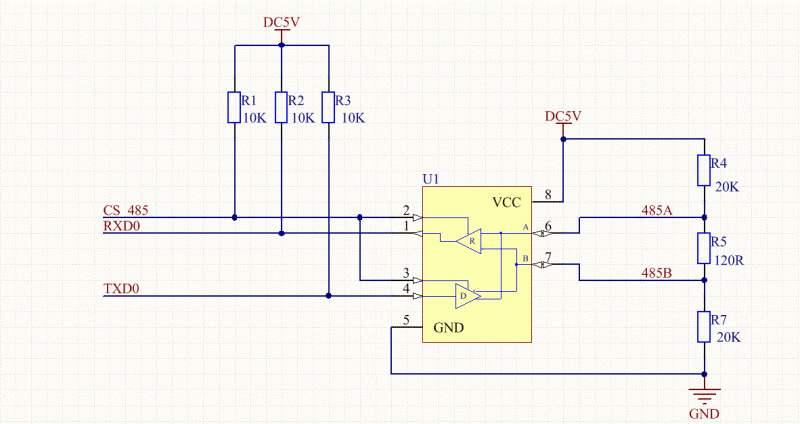 DC5V
R1
10K
R2
10K
R3
10K
DC5V
U1
VCC
8
R4
20K
CS_485
2
RXD0
1
R
A
6
485A
R5
120R
B
7
485B
3
TXD0
4
D
5
GND
R7
20K
GND